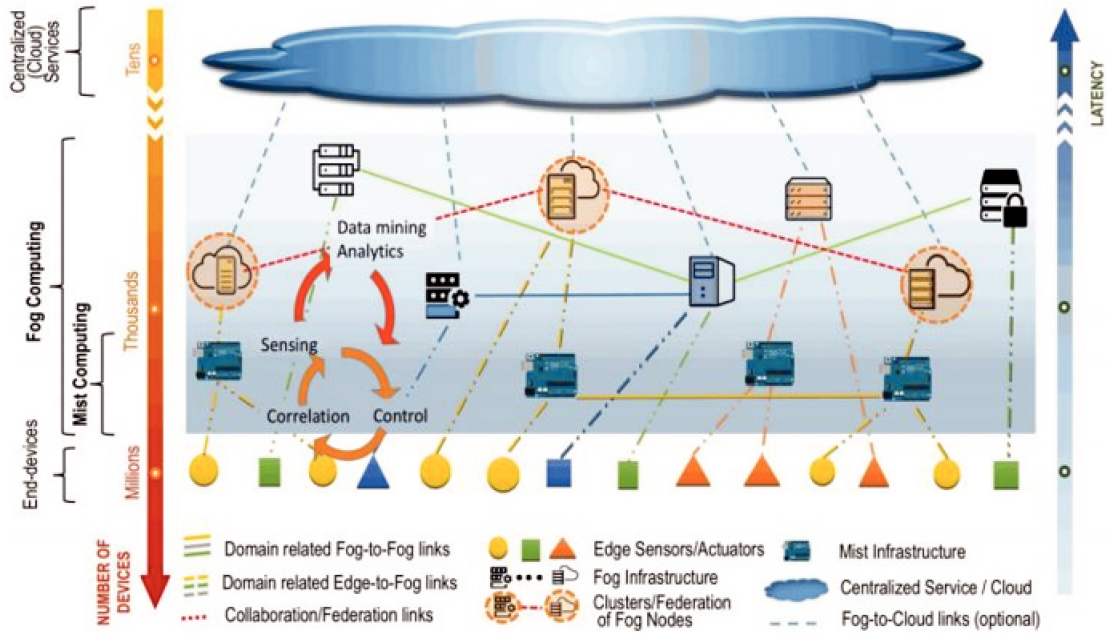 Centralized
(Cloud)
Services
Tens
LATENCY
Fog Computing
Thousands
Mist Computing
Data mining
Analytics
Sensing
Correlation
Control
End-devices
Millions
NUMBER OF
DEVICES
Domain related Fog-to-Fog links
Domain related Edge-to-Fog links
Collaboration/Federation links
Edge Sensors/Actuators
Fog Infrastructure
Clusters/Federation
of Fog Nodes
Mist Infrastructure
Centralized Service / Cloud
Fog-to-Cloud links (optional)